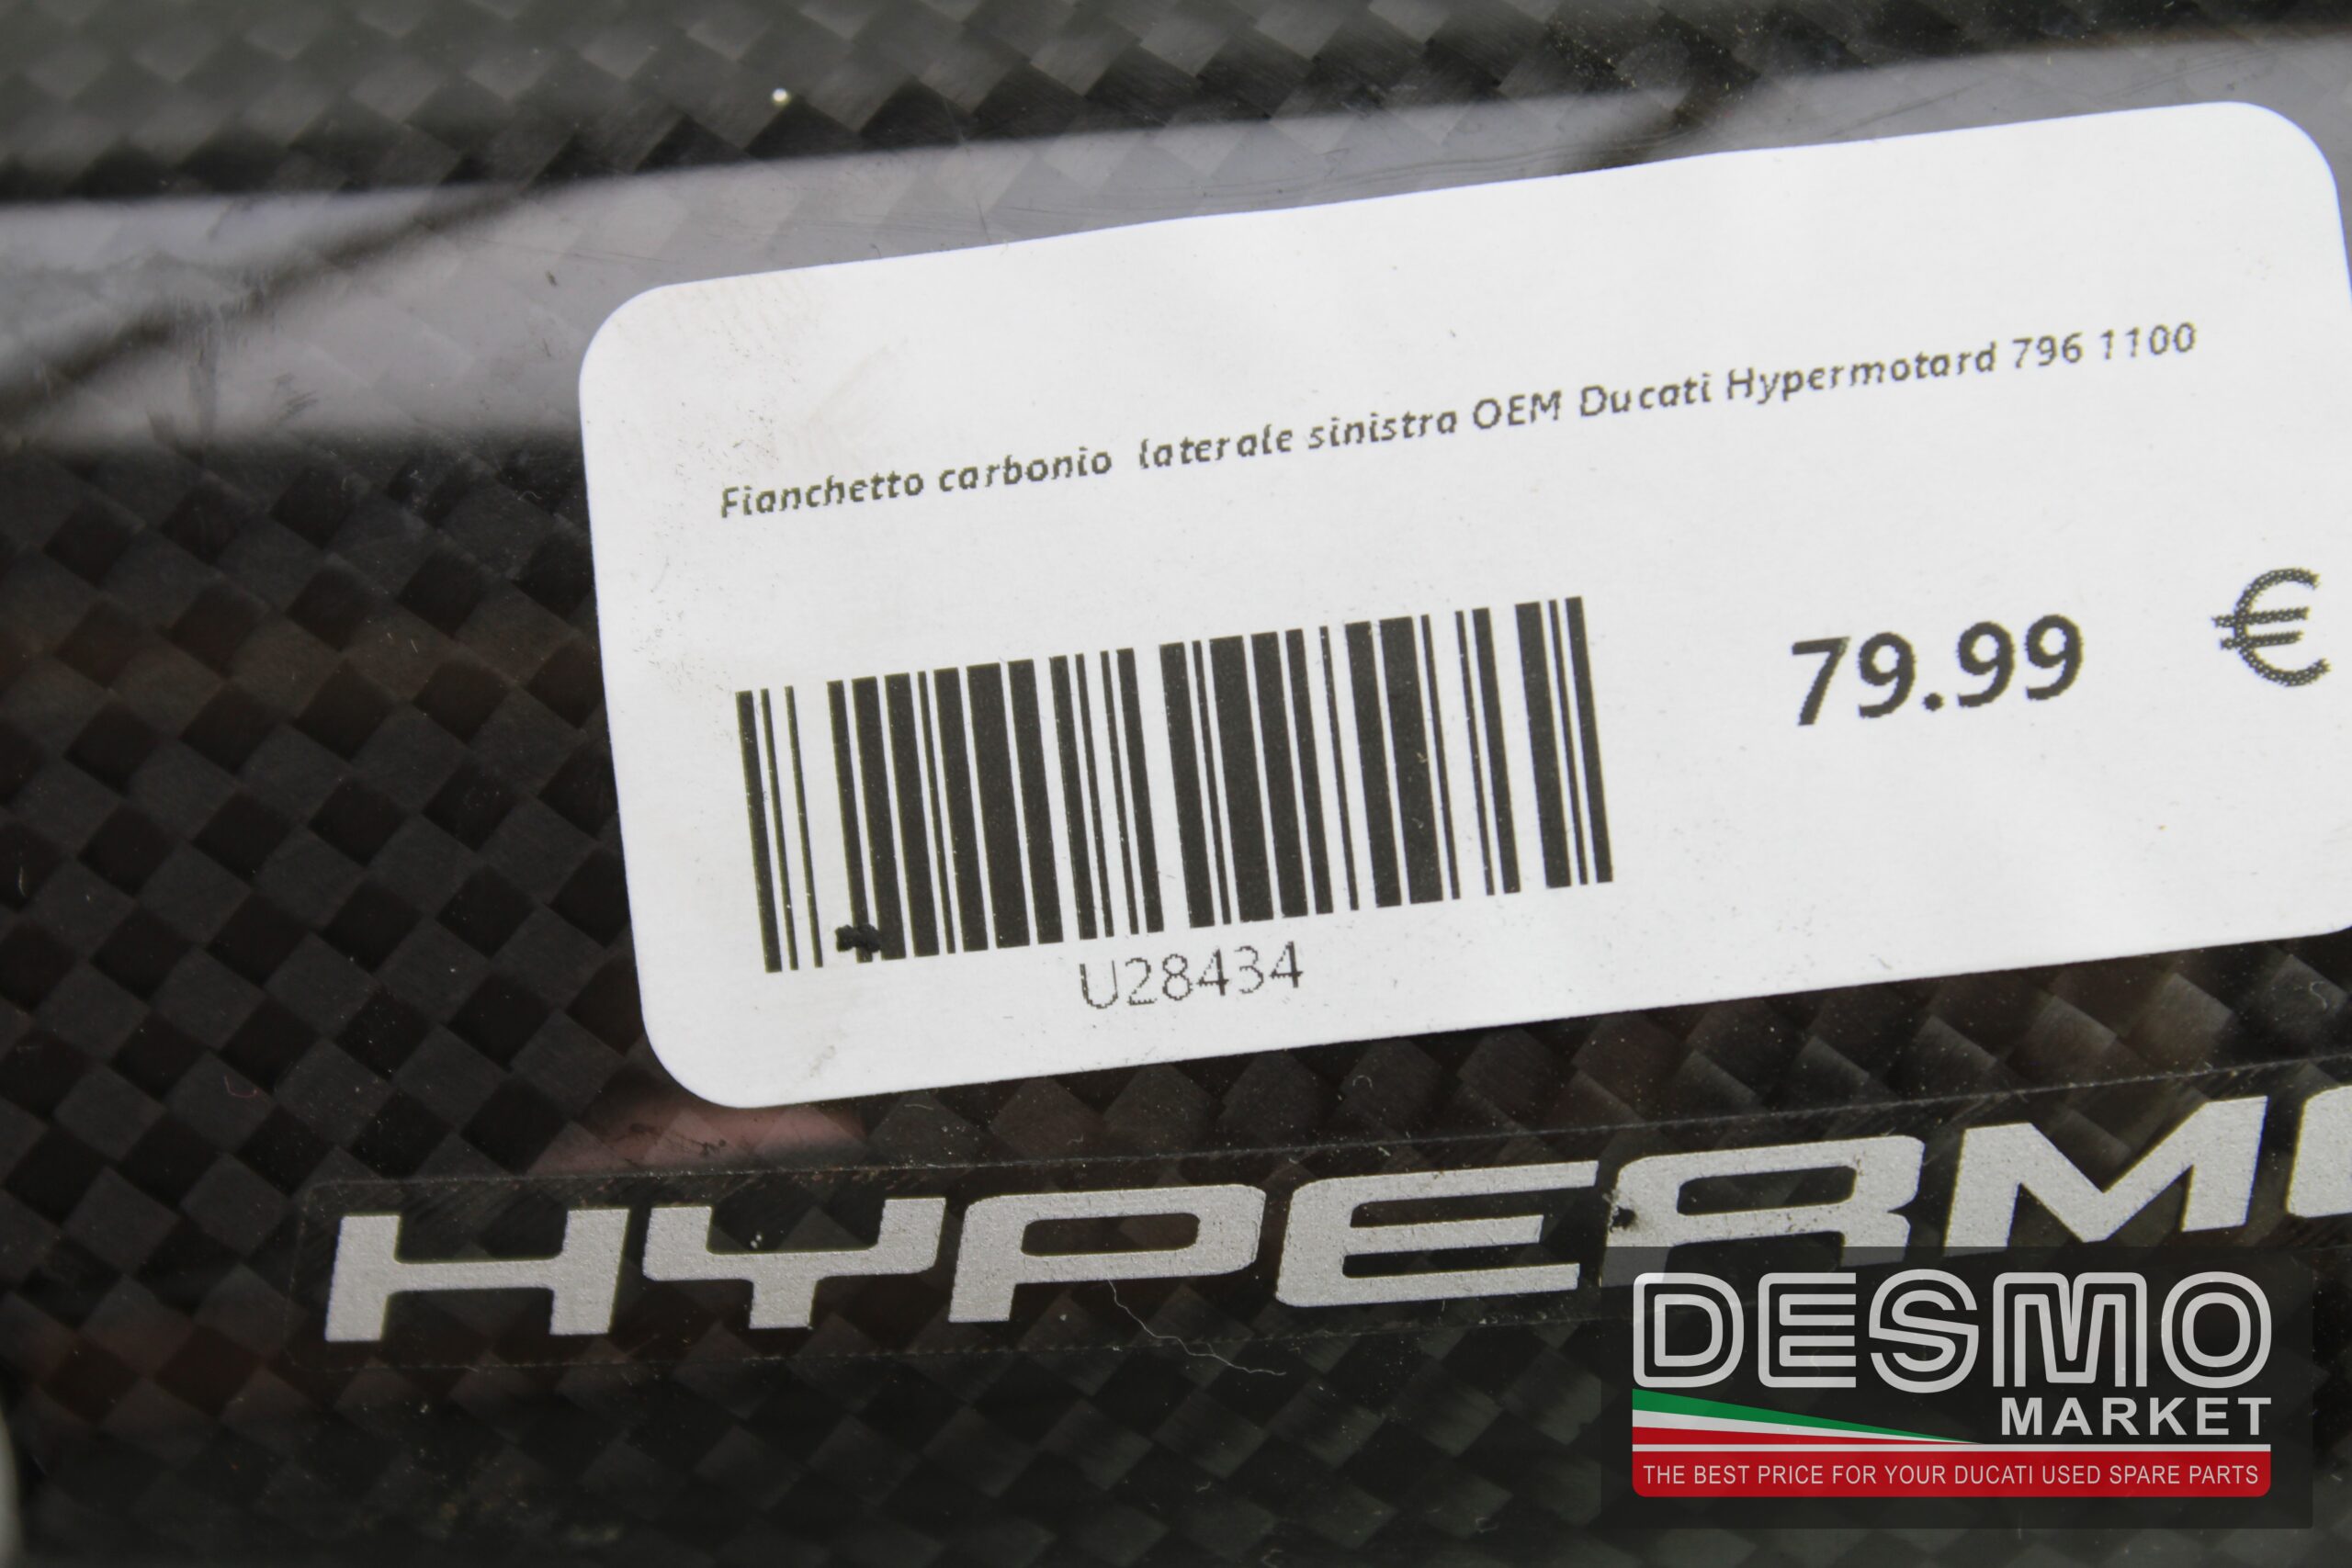 Fianchetto carbonio laterale sinistra OEM Ducati Hypermotard 796 1100
79.99 €
U28434
HYPERMO
DESMO
MARKET
THE BEST PRICE FOR YOUR DUCATI USED SPARE PARTS